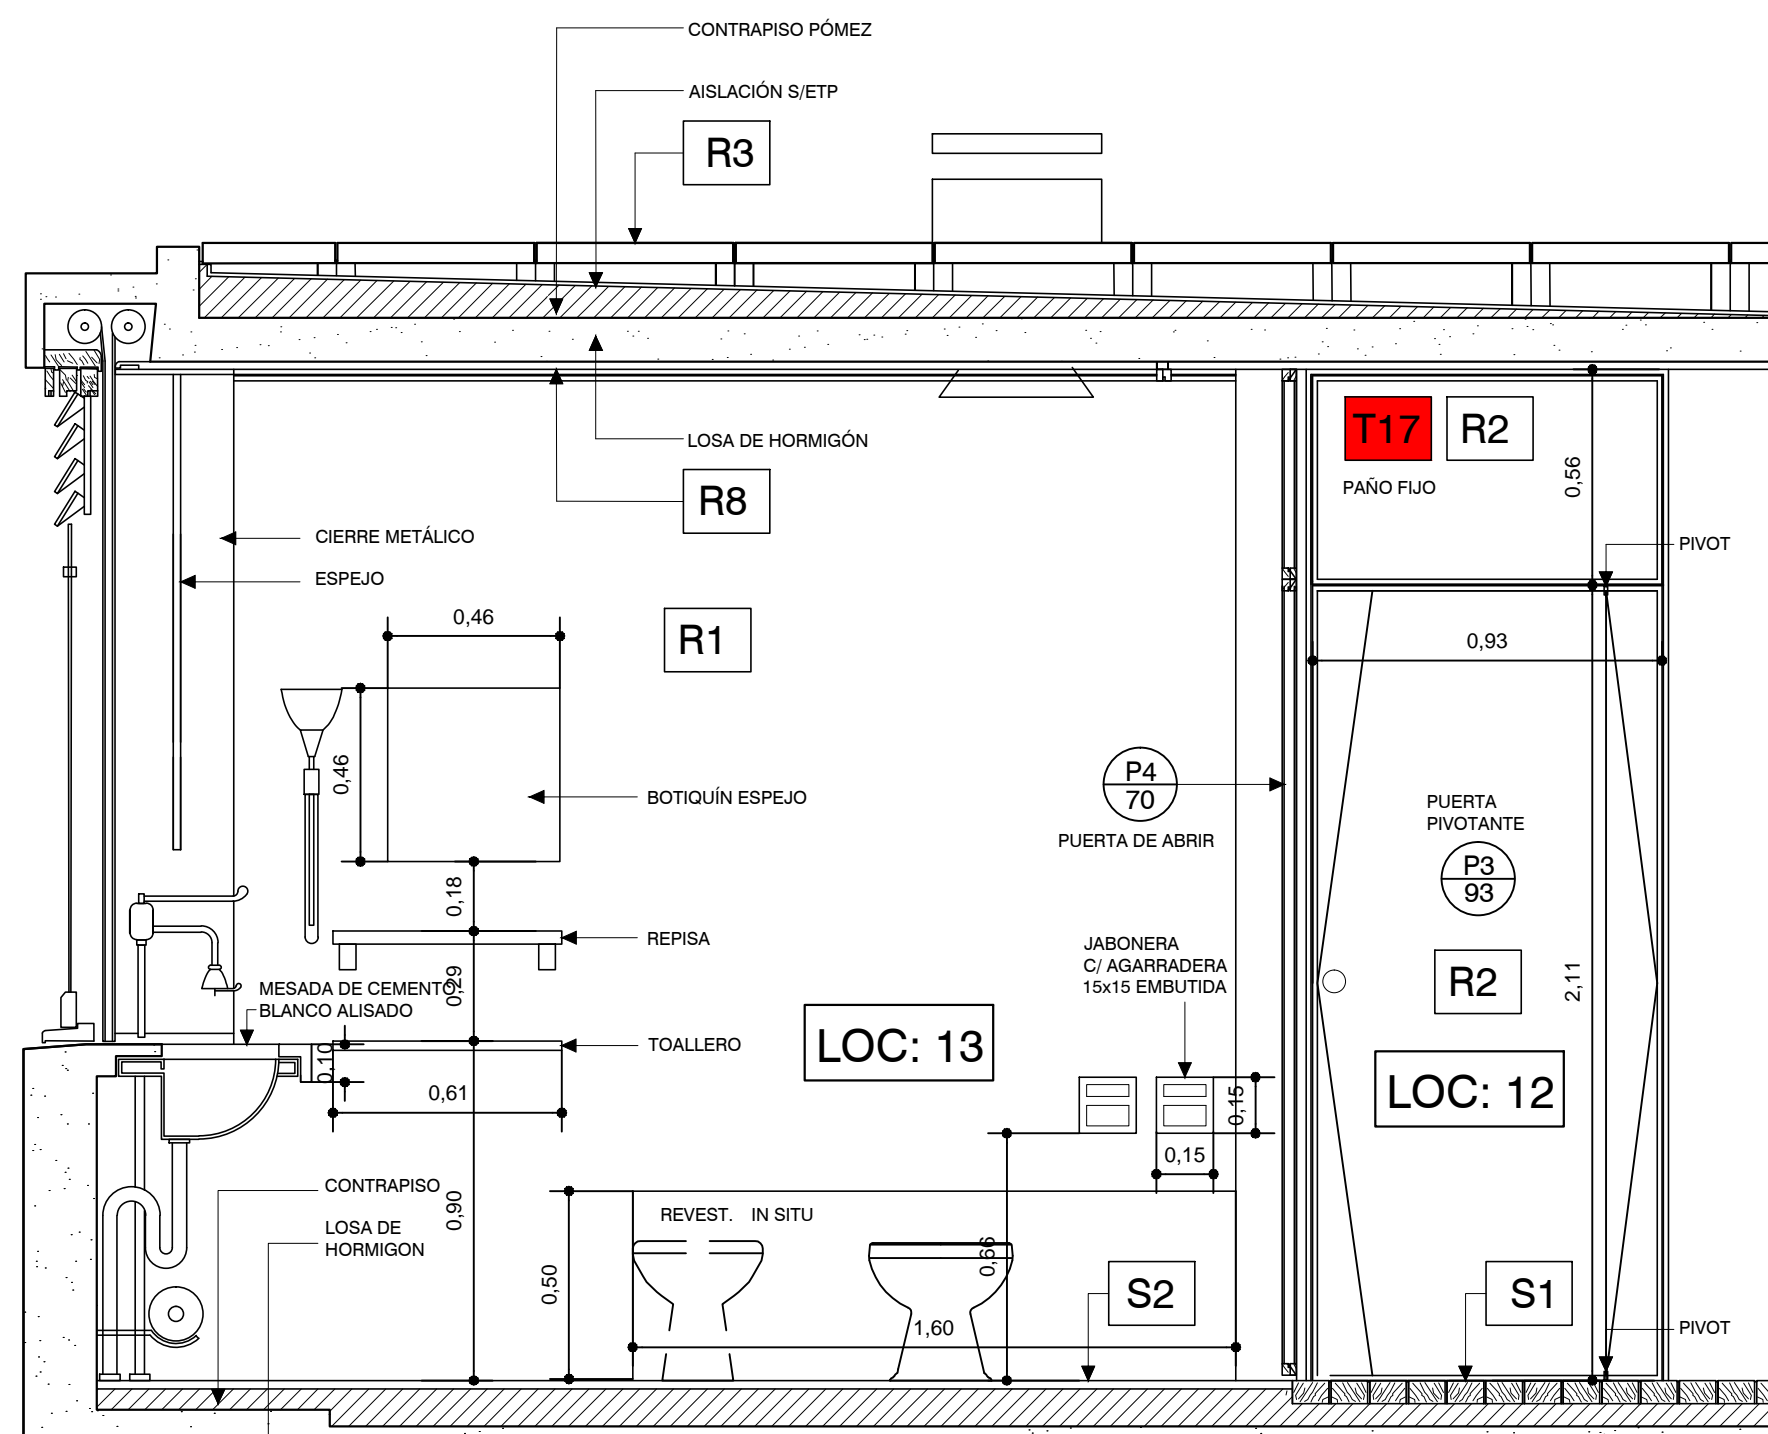 CONTRAPISO PÓMEZ
AISLACIÓN S/ETP
R3
LOSA DE HORMIGÓN
R8
T17
R2
PAÑO FIJO
0,56
CIERRE METÁLICO
ESPEJO
PIVOT
0,46
R1
0,93
0,46
BOTIQUÍN ESPEJO
P4
70
PUERTA DE ABRIR
PUERTA
PIVOTANTE
P3
93
0,18
REPISA
JABONERA
C/ AGARRADERA
15x15 EMBUTIDA
R2
2,11
0,29
MESADA DE CEMENTO
BLANCO ALISADO
TOALLERO
LOC: 13
0,10
0,61
0,15
LOC: 12
0,15
CONTRAPISO
0,90
LOSA DE
HORMIGON
REVEST. IN SITU
0,66
0,50
S2
S1
1,60
PIVOT